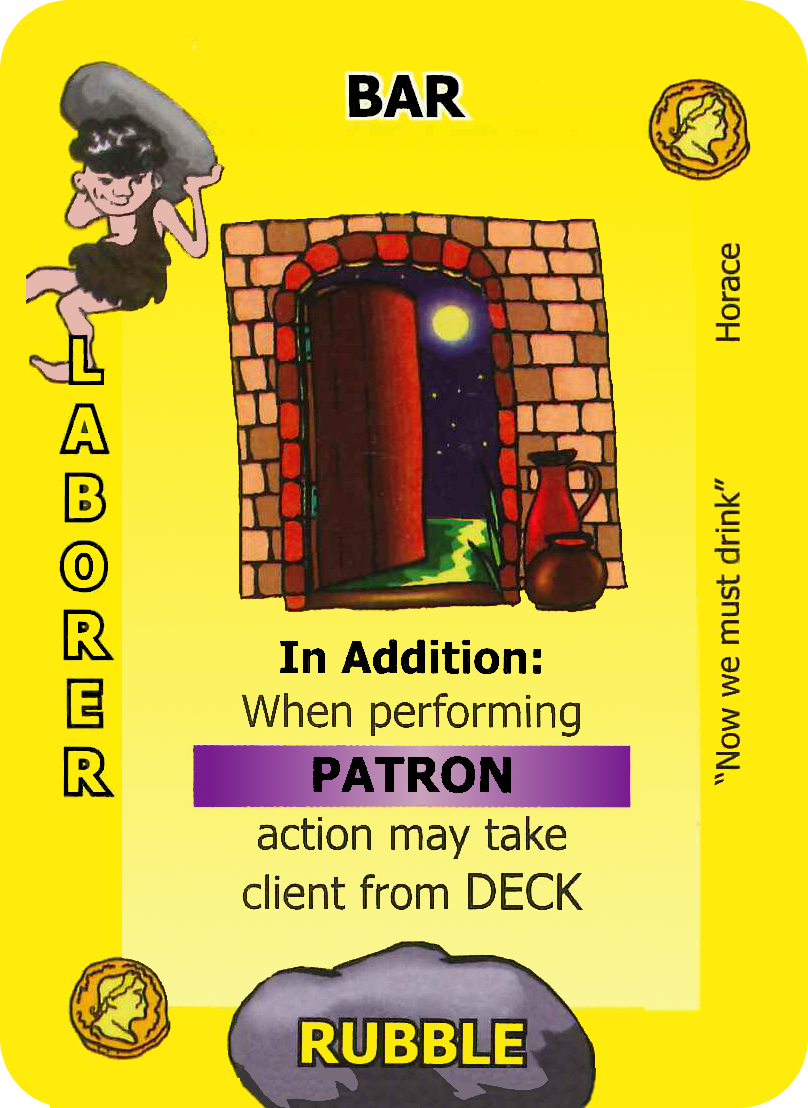 BAR
LABORER
In Addition:
When performing
PATRON
action may take
client from DECK
"Now we must drink"
Horace
RUBBLE